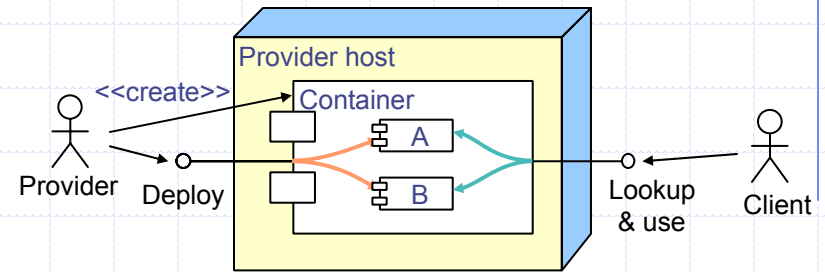 Provider host
<<create>>
Container
A
B
Provider
Deploy
Lookup
& use
Client